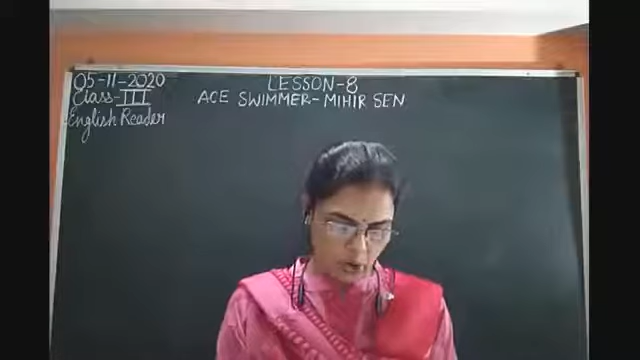 05-11-2020
Class-III
English Reader
LESSON-8
ACE SWIMMER-MIHIR SEN